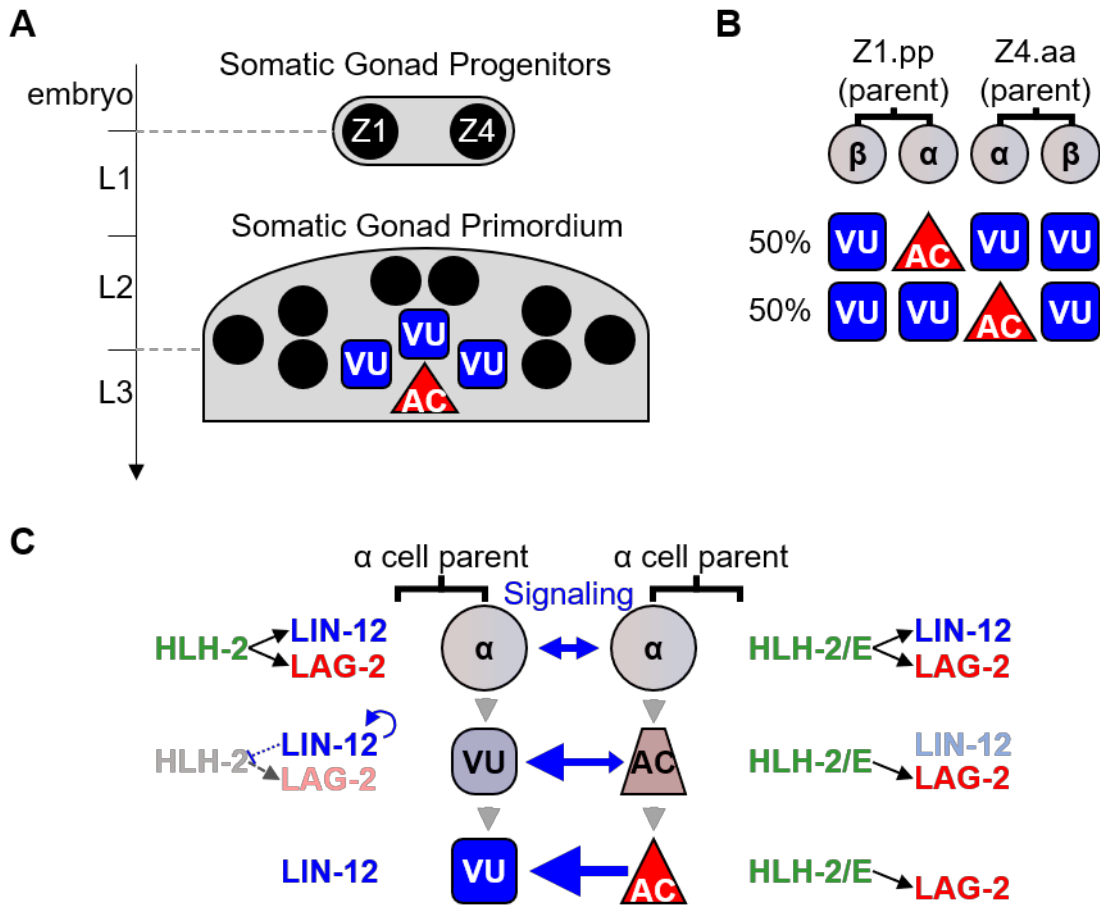 A
embryo
L1
L2
L3
Somatic Gonad Progenitors
Z1 Z4
Somatic Gonad Primordium
VU
VU VU
AC
B
Z1.pp Z4.aa
(parent) (parent)
β α α β
50% VU AC VU VU
50% VU VU AC VU
C
α cell parent α cell parent
Signaling
HLH-2 LIN-12 LAG-2 α α HLH-2/E LIN-12 LAG-2
HLH-2 LIN-12 LAG-2 VU AC HLH-2/E LIN-12 LAG-2
LIN-12 VU AC HLH-2/E LAG-2